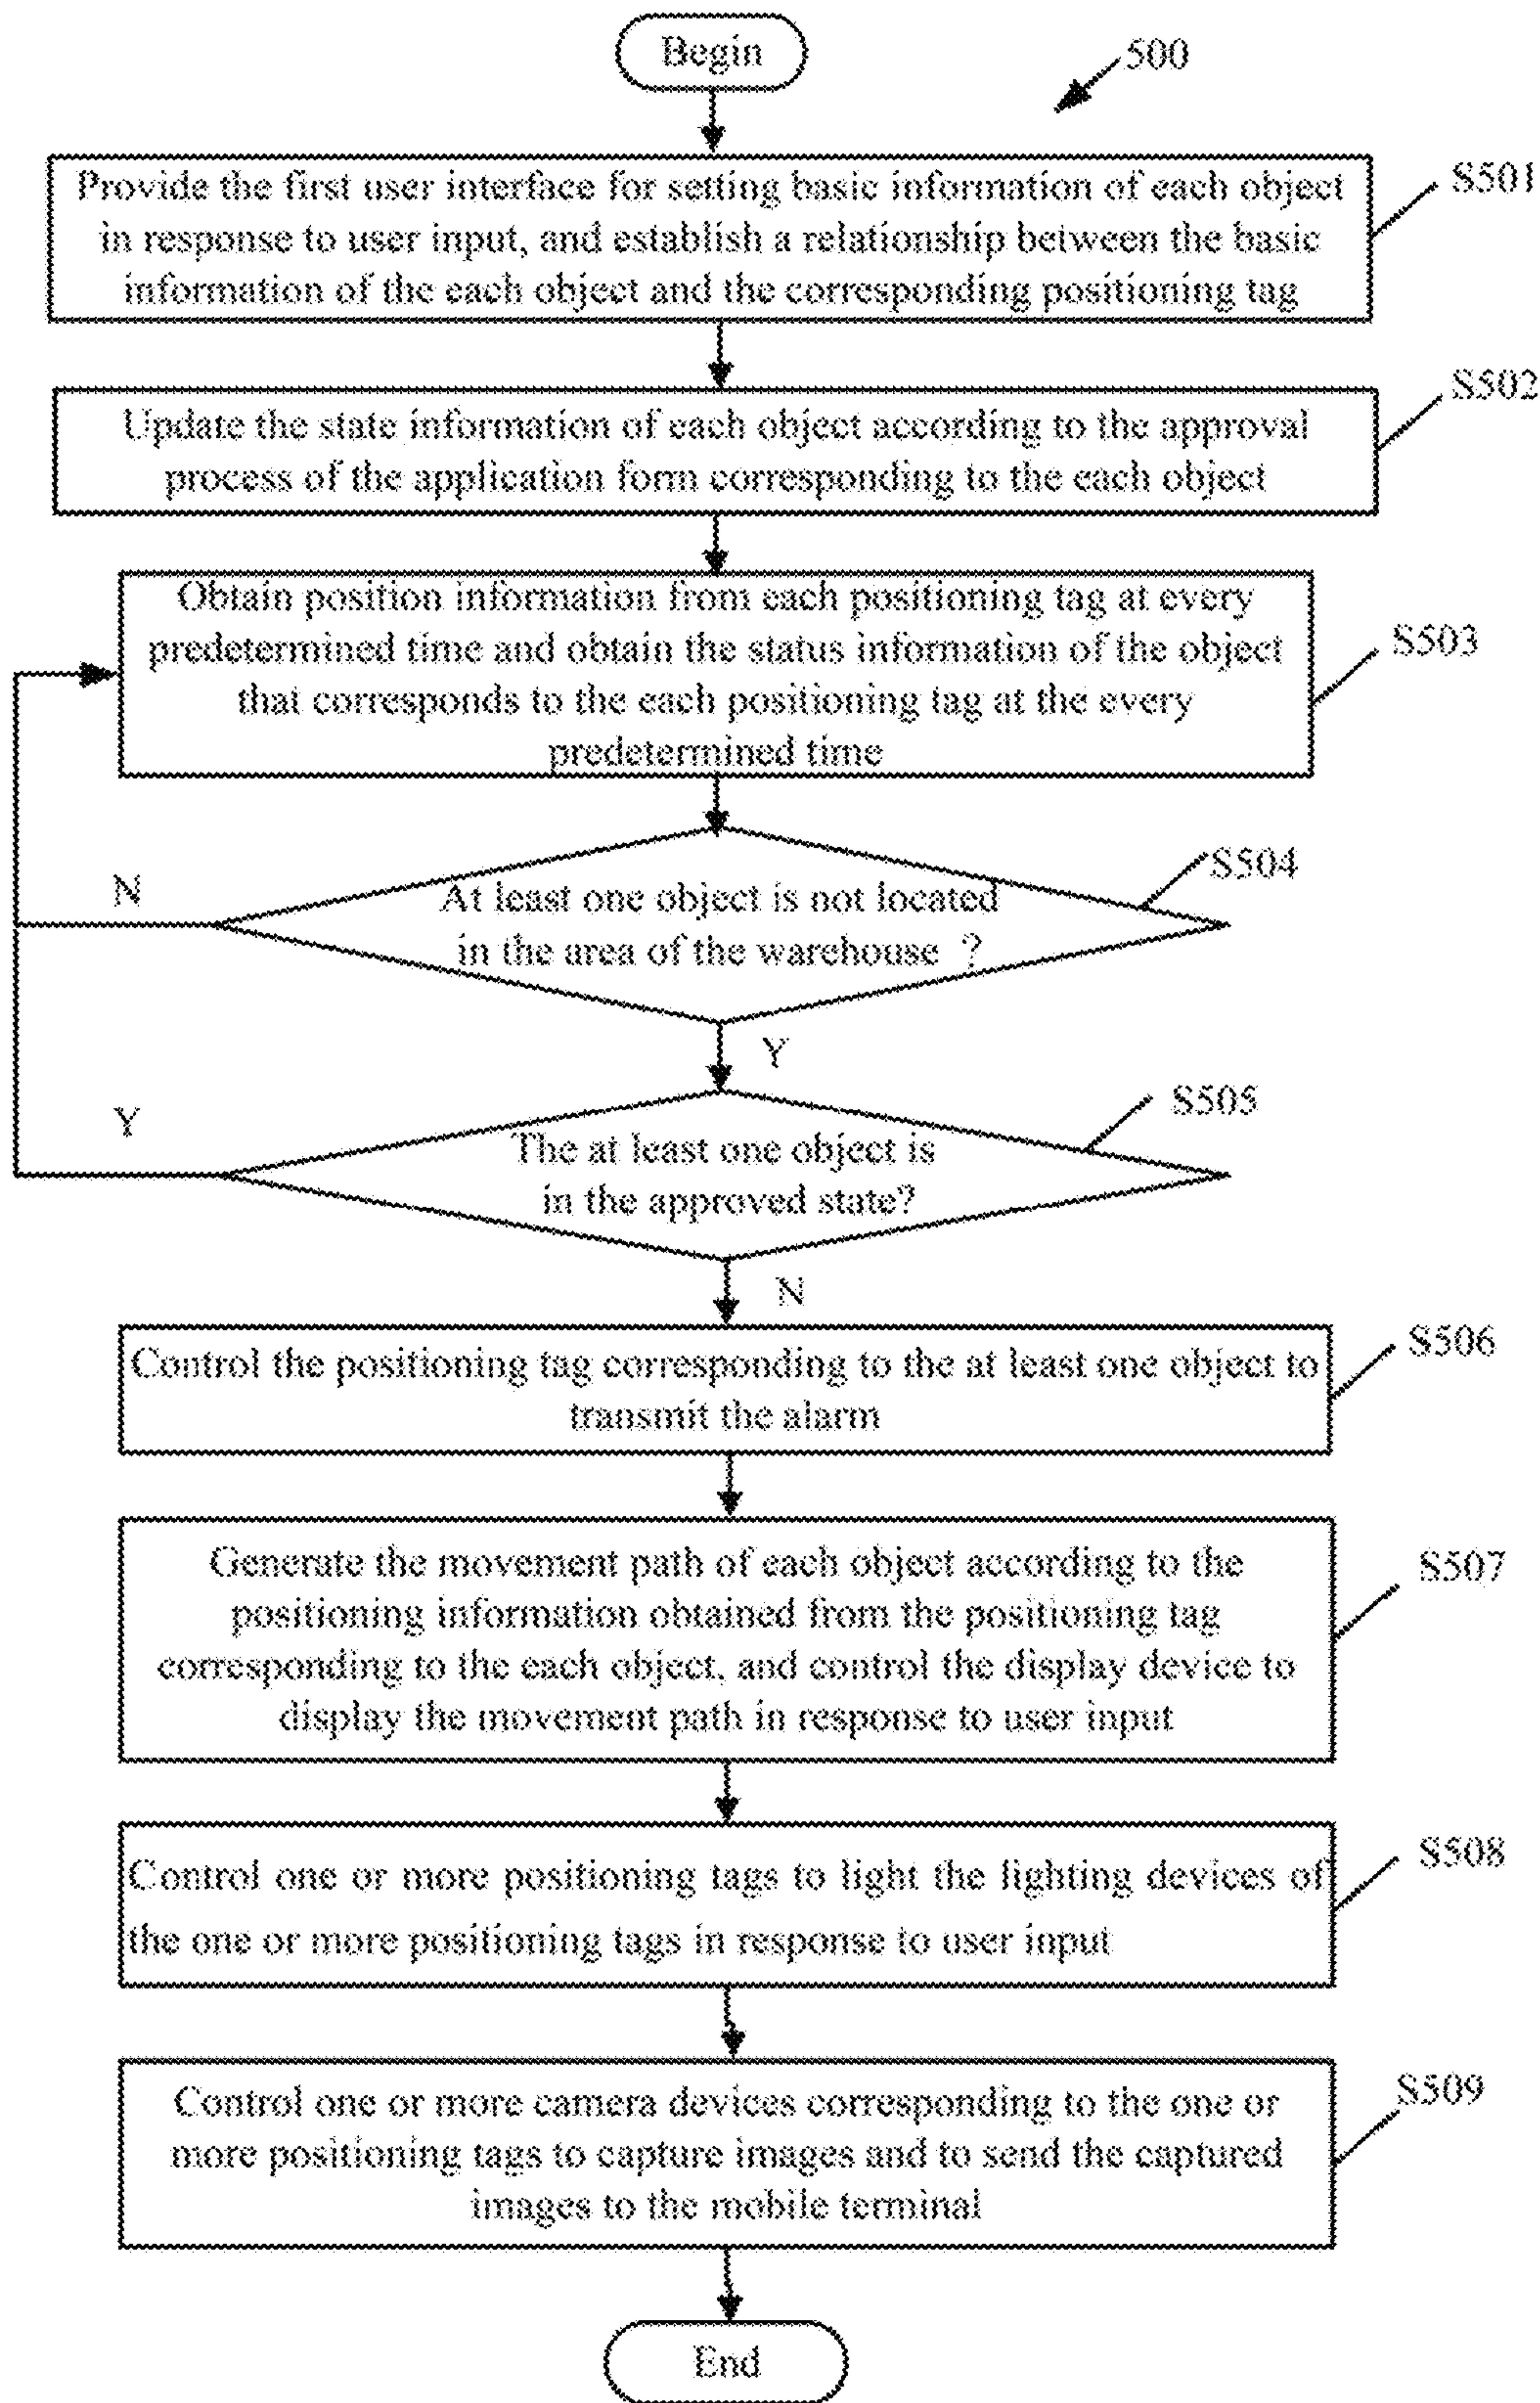 Begin
500
Provide the first user interface for setting basic information of each object
in response to user input, and establish a relationship between the basic
information of the each object and the corresponding positioning tag
S501
Update the state information of each object according to the approval
process of the application form corresponding to the each object
S502
Obtain position information from each positioning tag at every
predetermined time and obtain the status information of the object
that corresponds to the each positioning tag at the every
predetermined time
S503
At least one object is not located
in the area of the warehouse ?
S504
N
Y
The at least one object is
in the approved state?
S505
Y
N
Control the positioning tag corresponding to the at least one object to
transmit the alarm
S506
Generate the movement path of each object according to the
positioning information obtained from the positioning tag
corresponding to the each object, and control the display device to
display the movement path in response to user input
S507
Control one or more positioning tags to light the lighting devices of
the one or more positioning tags in response to user input
S508
Control one or more camera devices corresponding to the one or
more positioning tags to capture images and to send the captured
images to the mobile terminal
S509
End